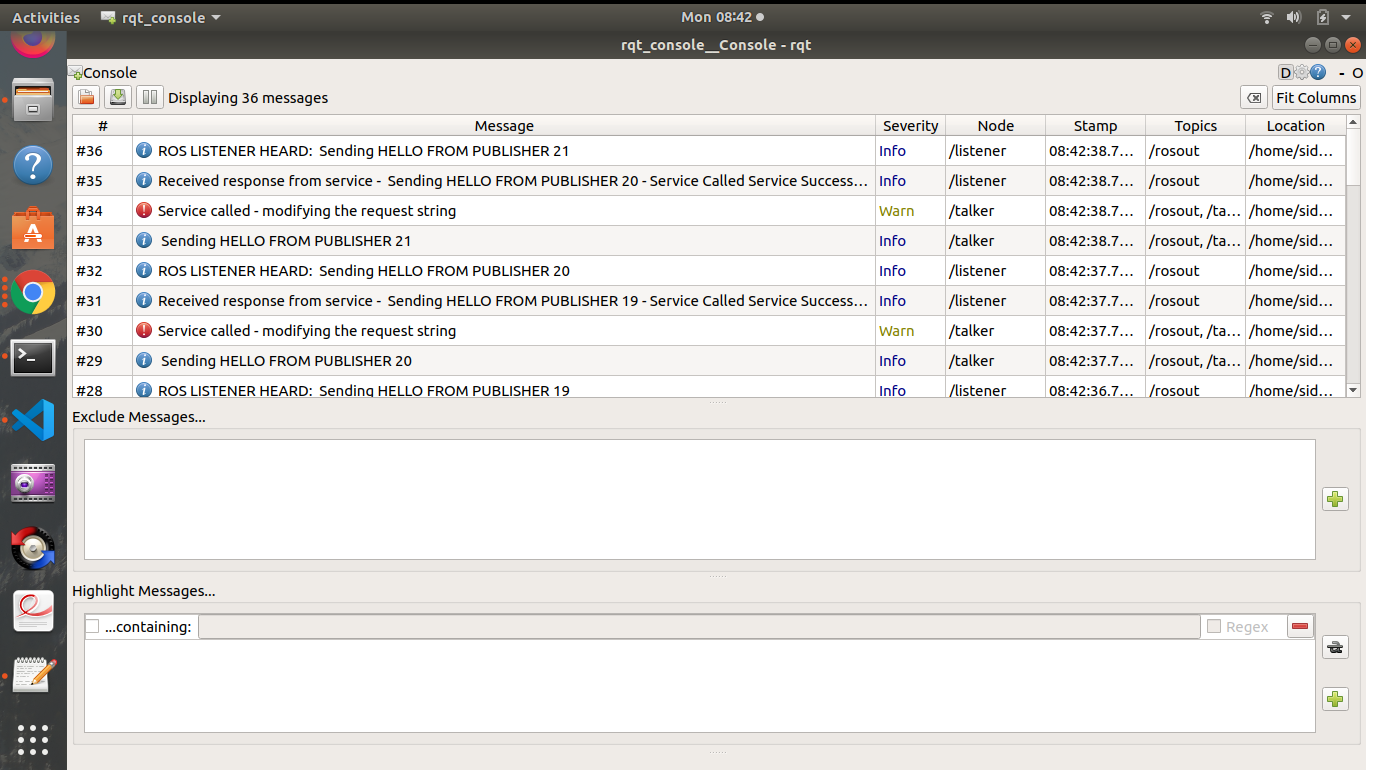 Activities rqt_console Mon 08:42
rqt_console__Console - rqt
Console D - O
Displaying 36 messages Fit Columns
# Message Severity Node Stamp Topics Location
#36 ROS LISTENER HEARD: Sending HELLO FROM PUBLISHER 21 Info /listener 08:42:38.7... /rosout /home/sid...
#35 Received response from service - Sending HELLO FROM PUBLISHER 20 - Service Called Service Success... Info /listener 08:42:38.7... /rosout /home/sid...
#34 Service called - modifying the request string Warn /talker 08:42:38.7... /rosout, /ta... /home/sid...
#33 Sending HELLO FROM PUBLISHER 21 Info /talker 08:42:38.7... /rosout, /ta... /home/sid...
#32 ROS LISTENER HEARD: Sending HELLO FROM PUBLISHER 20 Info /listener 08:42:37.7... /rosout /home/sid...
#31 Received response from service - Sending HELLO FROM PUBLISHER 19 - Service Called Service Success... Info /listener 08:42:37.7... /rosout /home/sid...
#30 Service called - modifying the request string Warn /talker 08:42:37.7... /rosout, /ta... /home/sid...
#29 Sending HELLO FROM PUBLISHER 20 Info /talker 08:42:37.7... /rosout, /ta... /home/sid...
#28 ROS LISTENER HEARD: Sending HELLO FROM PUBLISHER 19 Info /listener 08:42:36.7... /rosout /home/sid...
Exclude Messages...
Highlight Messages...
...containing: Regex